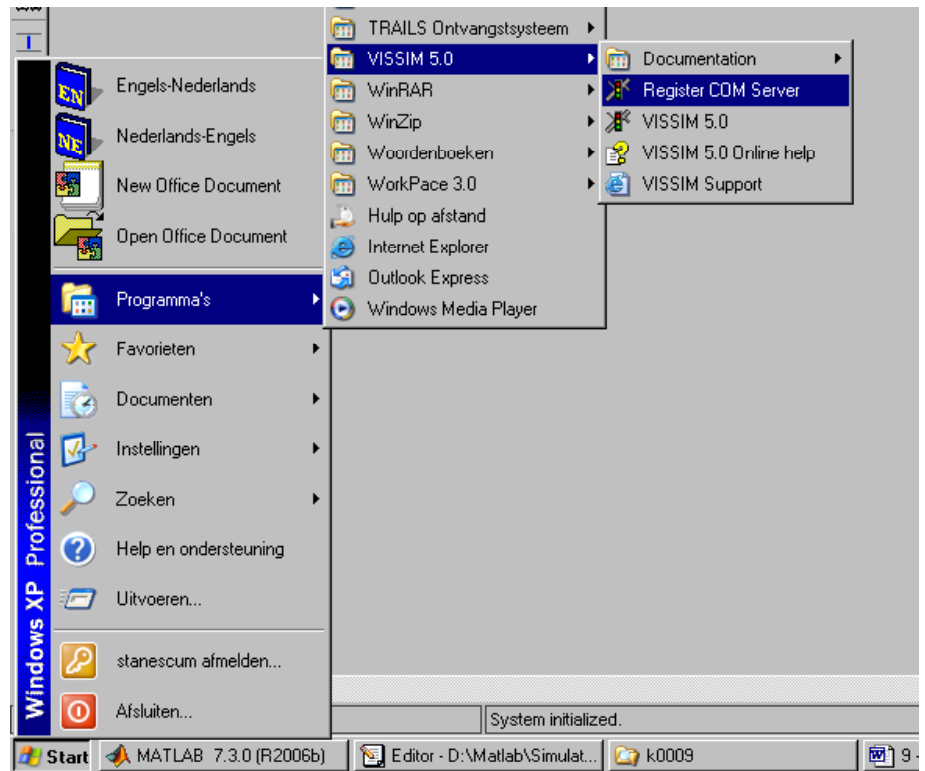 TRAILS Ontvangstsysteem
VISSIM 5.0
WinRAR
WinZip
Woordenboeken
WorkPace 3.0
Hulp op afstand
Internet Explorer
Outlook Express
Windows Media Player
Documentation
Register COM Server
VISSIM 5.0
VISSIM 5.0 Online help
VISSIM Support
EN
Engels-Nederlands
NE
Nederlands-Engels
New Office Document
Open Office Document
Programma's
Favorieten
Documenten
Instellingen
Zoeken
Help en ondersteuning
Uitvoeren...
stanescum afmelden...
Afsluiten...
Windows XP Professional
System initialized.
Start
MATLAB 7.3.0 (R2006b)
Editor - D:\Matlab\Simulat...
k0009
9 -